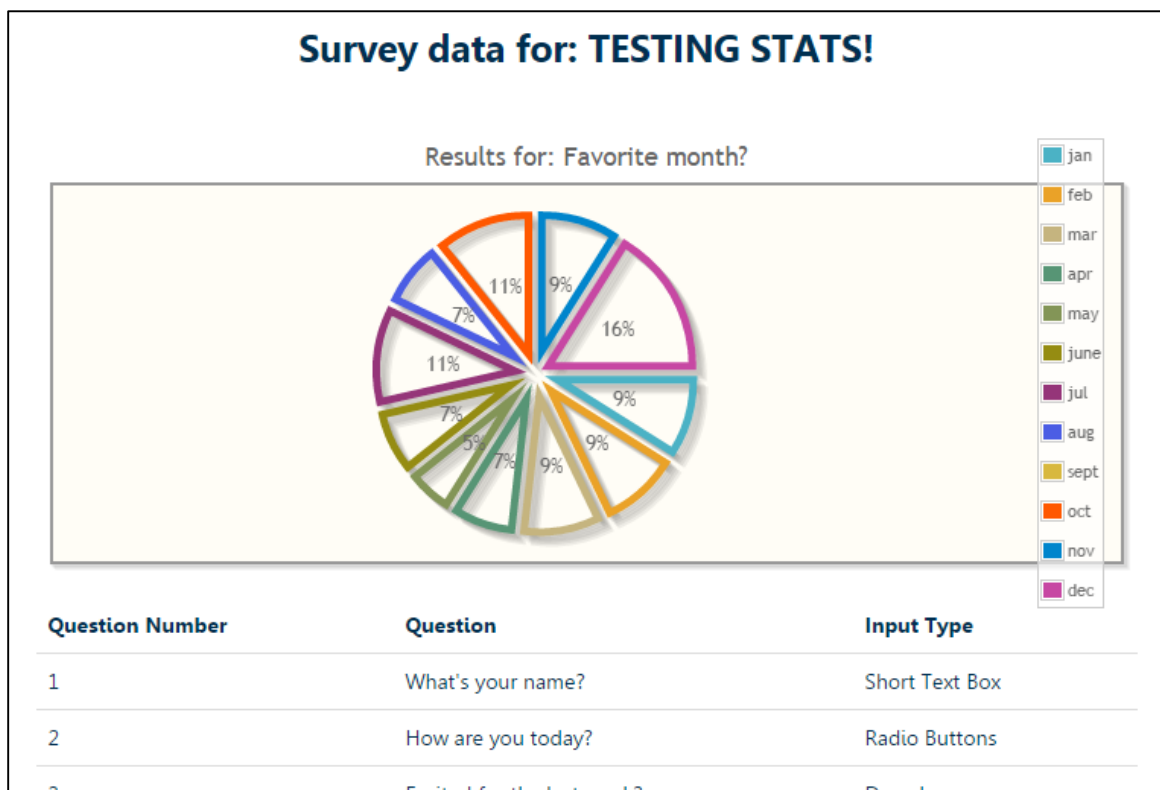 Survey data for: TESTING STATS!
Results for: Favorite month?
jan
feb
mar
apr
may
june
jul
aug
sept
oct
nov
dec
11%
9%
7%
16%
11%
9%
7%
9%
5%
7%
9%
Question Number Question Input Type
1 What's your name? Short Text Box
2 How are you today? Radio Buttons